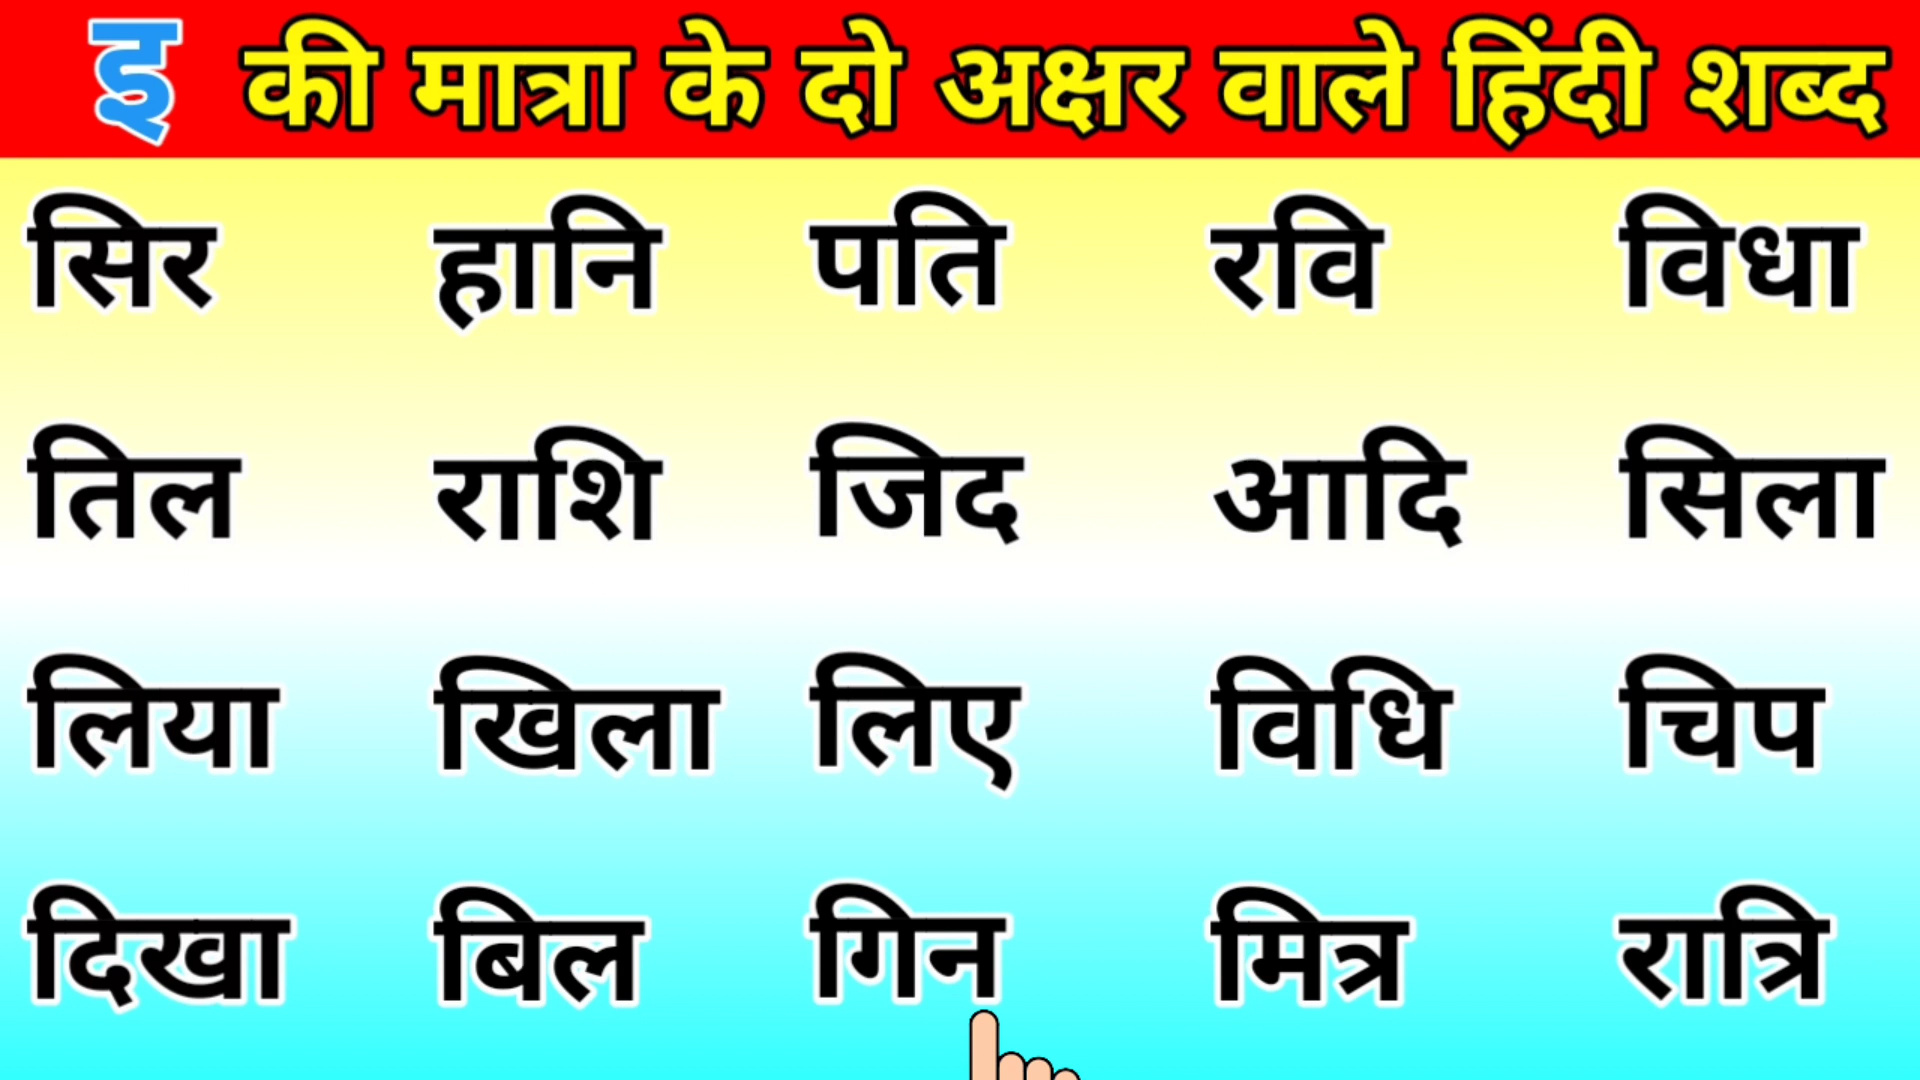 इ की मात्रा के दो अक्षर वाले हिंदी शब्द
सिर हानि पति रवि विधा
तिल राशि जिद आदि सिला
लिया खिला लिए विधि चिप
दिखा बिल गिन मित्र रात्रि